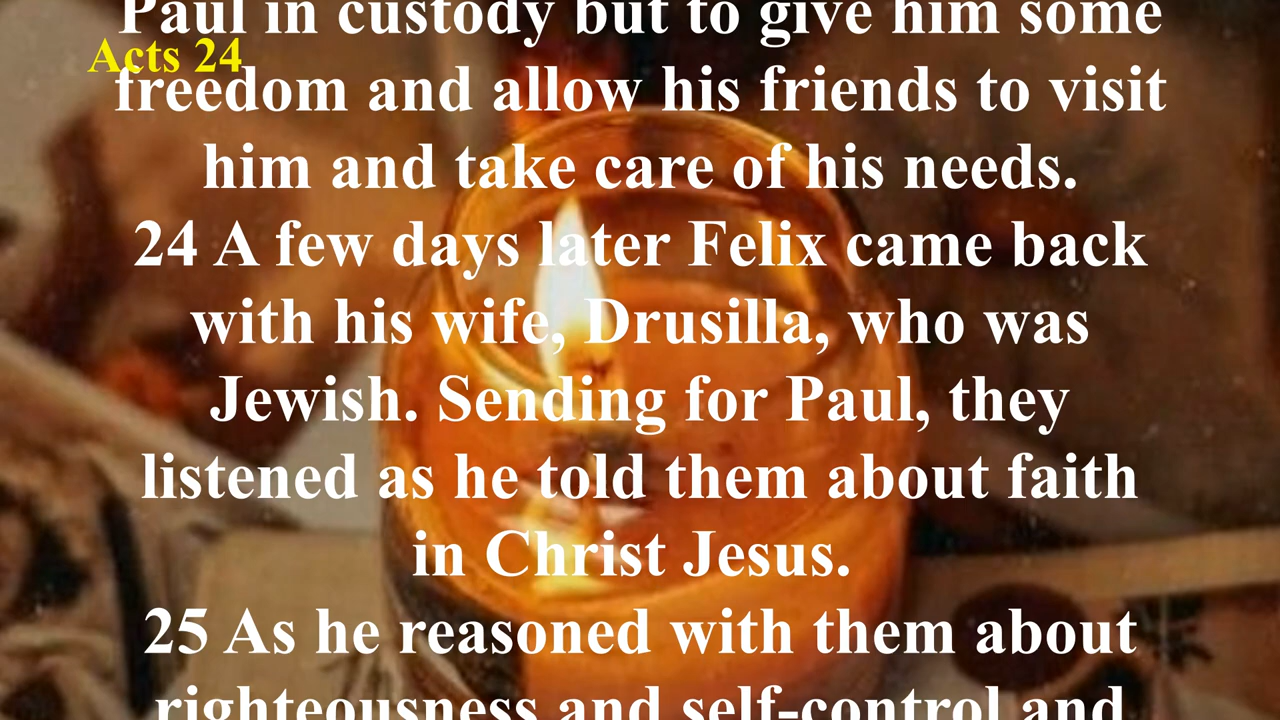 Paul in custody but to give him some
Acts 24
freedom and allow his friends to visit
him and take care of his needs.
24 A few days later Felix came back
with his wife, Drusilla, who was
Jewish. Sending for Paul, they
listened as he told them about faith
in Christ Jesus.
25 As he reasoned with them about
righteousness and self-control and